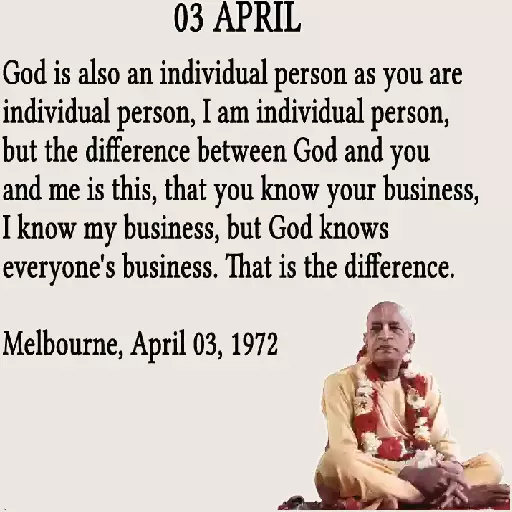 03 APRIL
God is also an individual person as you are
individual person, I am individual person,
but the difference between God and you
and me is this, that you know your business,
I know my business, but God knows
everyone's business. That is the difference.
Melbourne, April 03, 1972